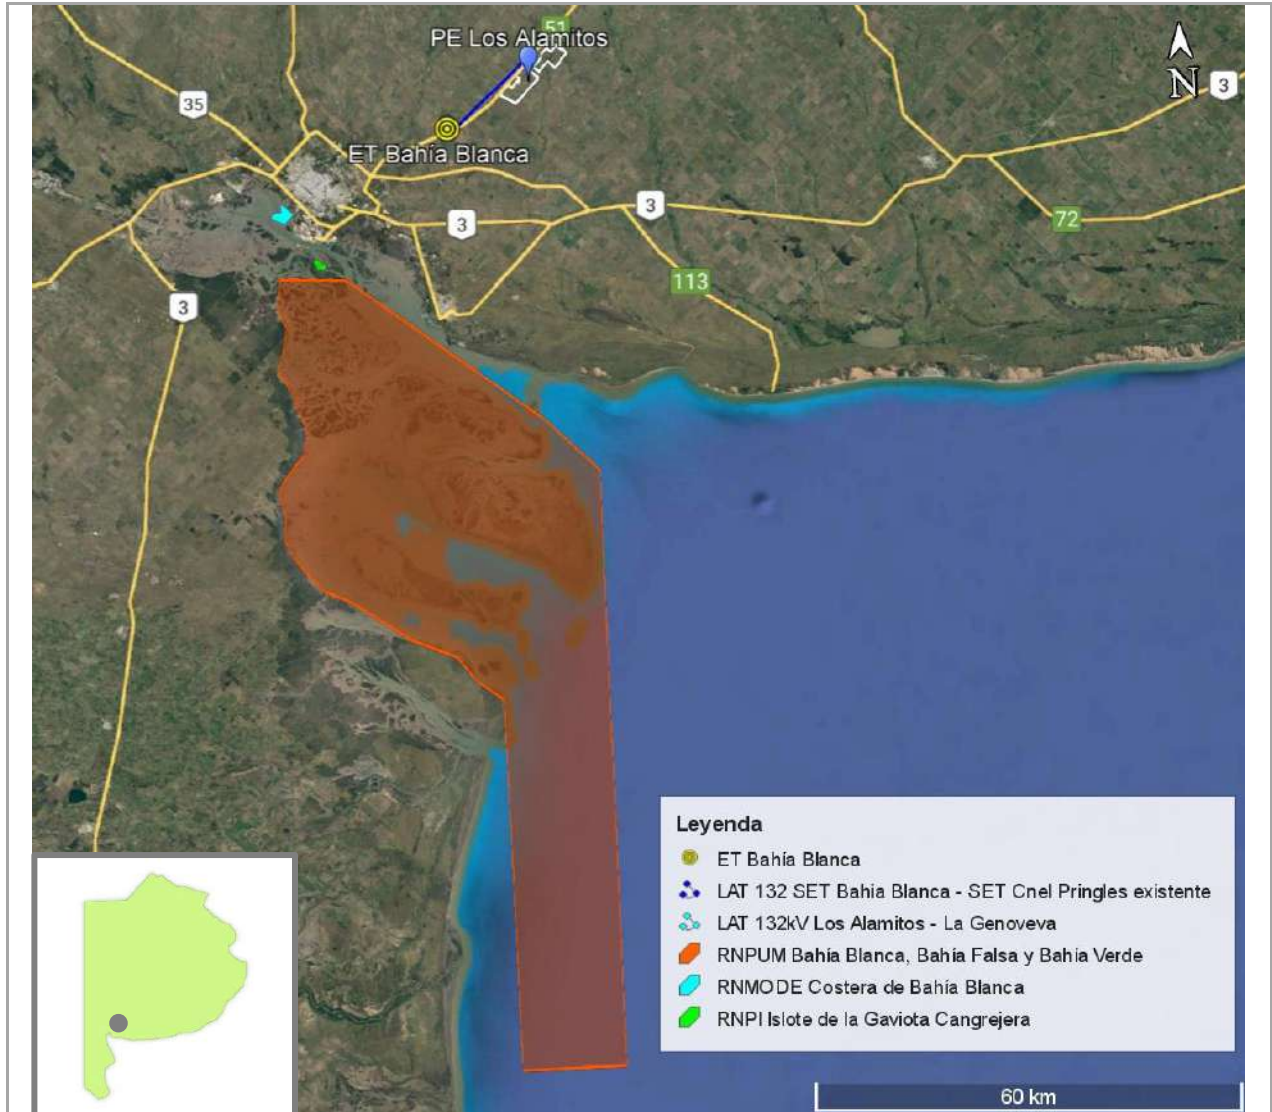 51
PE Los Alamitos
N
3
35
ET Bahía Blanca
3
3
72
113
3
Leyenda
ET Bahía Blanca
LAT 132 SET Bahia Blanca - SET Cnel Pringles existente
LAT 132kV Los Alamitos - La Genoveva
RNPUM Bahía Blanca, Bahía Falsa y Bahía Verde
RNMODE Costera de Bahía Blanca
RNPI Islote de la Gaviota Cangrejera
60 km